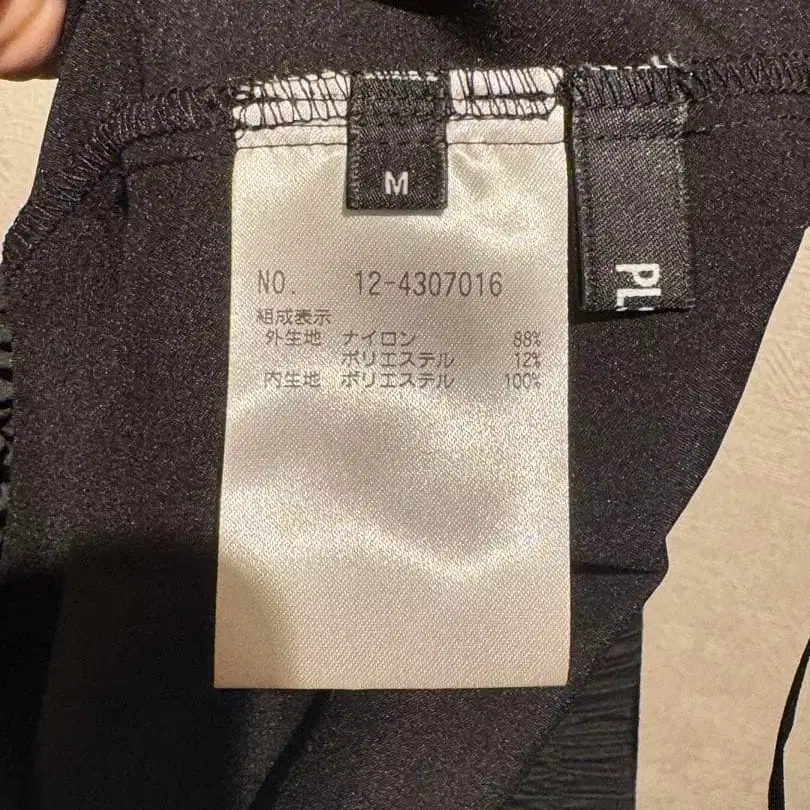 M
PL
NO. 12-4307016
組成表示
外生地 ナイロン 88%
ポリエステル 12%
内生地 ポリエステル 100%